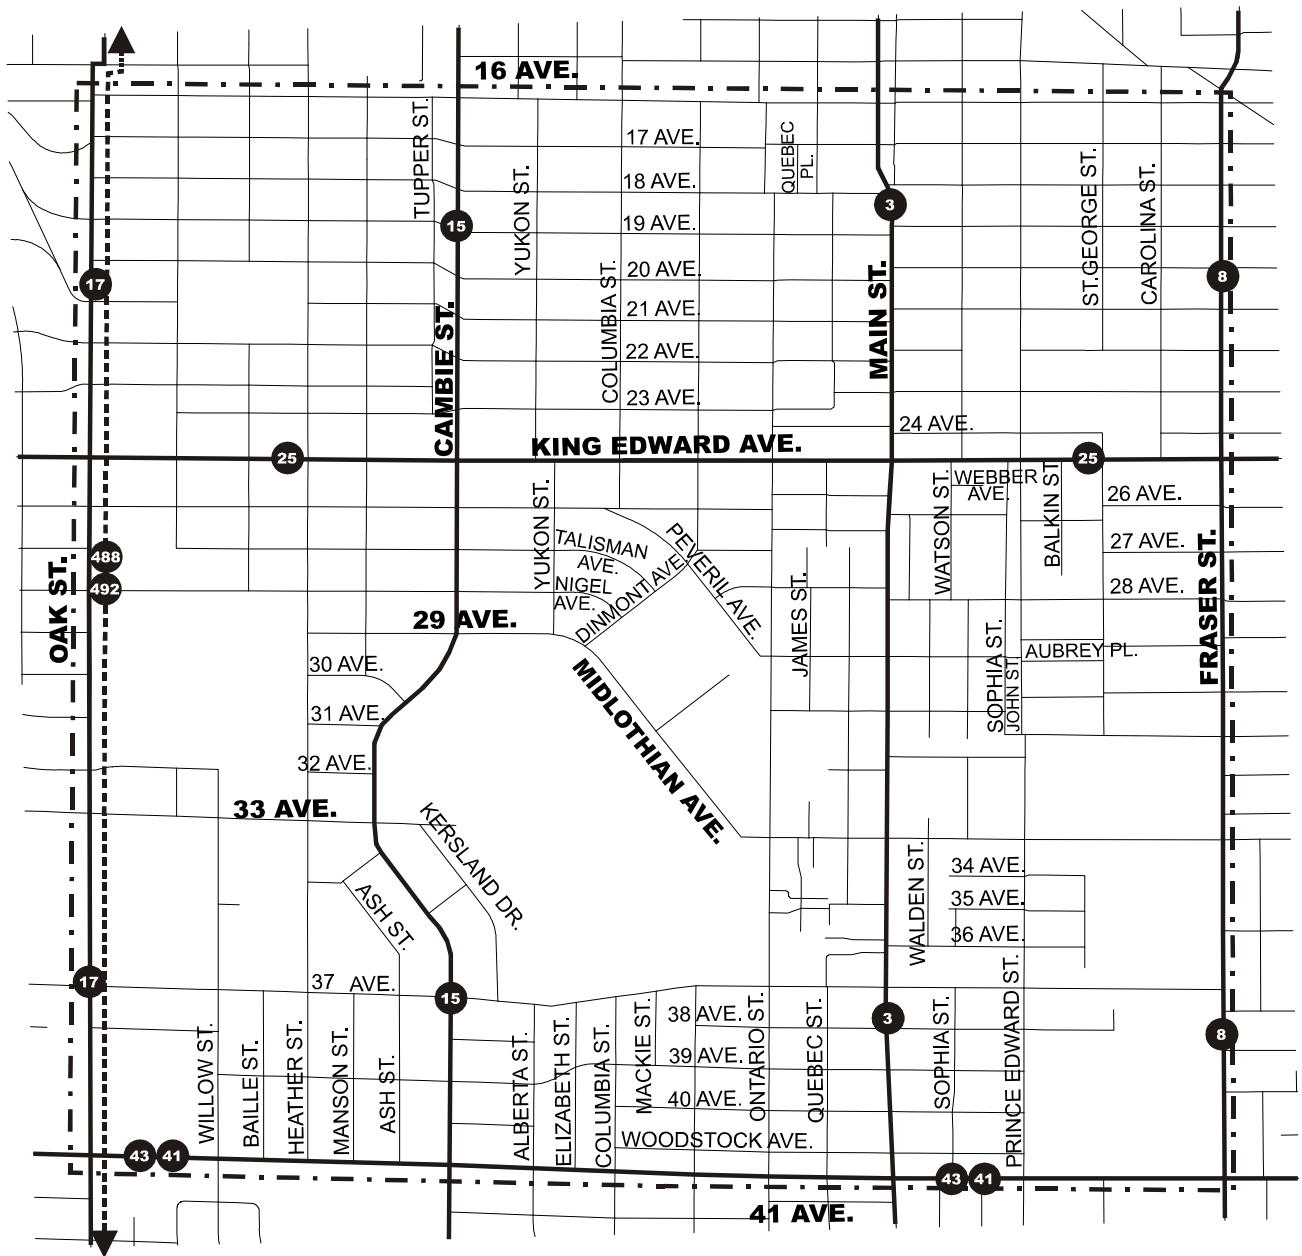 16 AVE.
TUPPER ST.
17 AVE.
QUEBEC
PL.
18 AVE.
YUKON ST.
ST.GEORGE ST.
CAROLINA ST.
3
15
19 AVE.
17
20 AVE.
8
COLUMBIA ST.
21 AVE.
MAIN ST.
CAMBIE ST.
22 AVE.
23 AVE.
24 AVE.
KING EDWARD AVE.
25
25
WEBBER
AVE.
WATSON ST.
BALKIN ST
26 AVE.
YUKON ST.
TALISMAN
AVE.
PEVERIL AVE.
27 AVE.
488
492
NIGEL
AVE.
DINMONT AVE.
28 AVE.
OAK ST.
JAMES ST.
FRASER ST.
29 AVE.
SOPHIA ST.
JOHN ST.
AUBREY PL.
30 AVE.
31 AVE.
MIDLOTHIAN AVE.
32 AVE.
33 AVE.
KERSLAND DR.
ASH ST.
WALDEN ST.
34 AVE.
35 AVE.
36 AVE.
17
37 AVE.
15
38 AVE.
3
8
39 AVE.
40 AVE.
WILLOW ST.
BAILLE ST.
HEATHER ST.
MANSON ST.
ASH ST.
ALBERTA ST.
ELIZABETH ST.
COLUMBIA ST.
MACKIE ST.
ONTARIO ST.
QUEBEC ST.
SOPHIA ST.
PRINCE EDWARD ST.
WOODSTOCK AVE.
43
41
43
41
41 AVE.